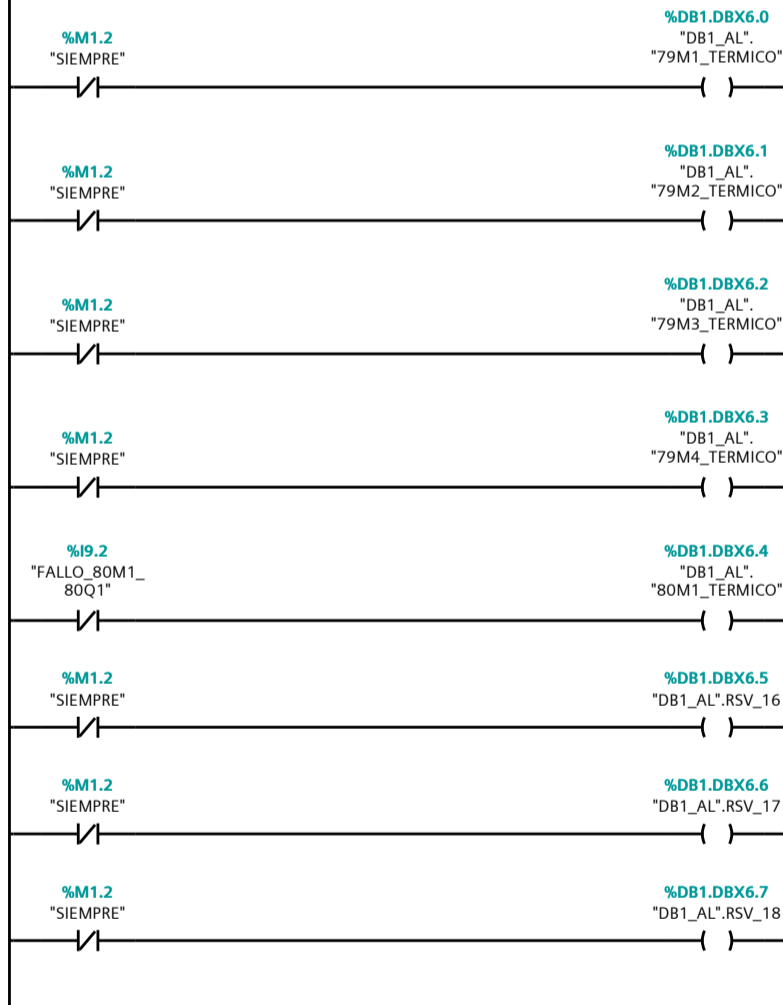 %M1.2
"SIEMPRE"
%DB1.DBX6.0
"DB1_AL".
"79M1_TERMICO"
%M1.2
"SIEMPRE"
%DB1.DBX6.1
"DB1_AL".
"79M2_TERMICO"
%M1.2
"SIEMPRE"
%DB1.DBX6.2
"DB1_AL".
"79M3_TERMICO"
%M1.2
"SIEMPRE"
%DB1.DBX6.3
"DB1_AL".
"79M4_TERMICO"
%I9.2
"FALLO_80M1_
80Q1"
%DB1.DBX6.4
"DB1_AL".
"80M1_TERMICO"
%M1.2
"SIEMPRE"
%DB1.DBX6.5
"DB1_AL".RSV_16
%M1.2
"SIEMPRE"
%DB1.DBX6.6
"DB1_AL".RSV_17
%M1.2
"SIEMPRE"
%DB1.DBX6.7
"DB1_AL".RSV_18